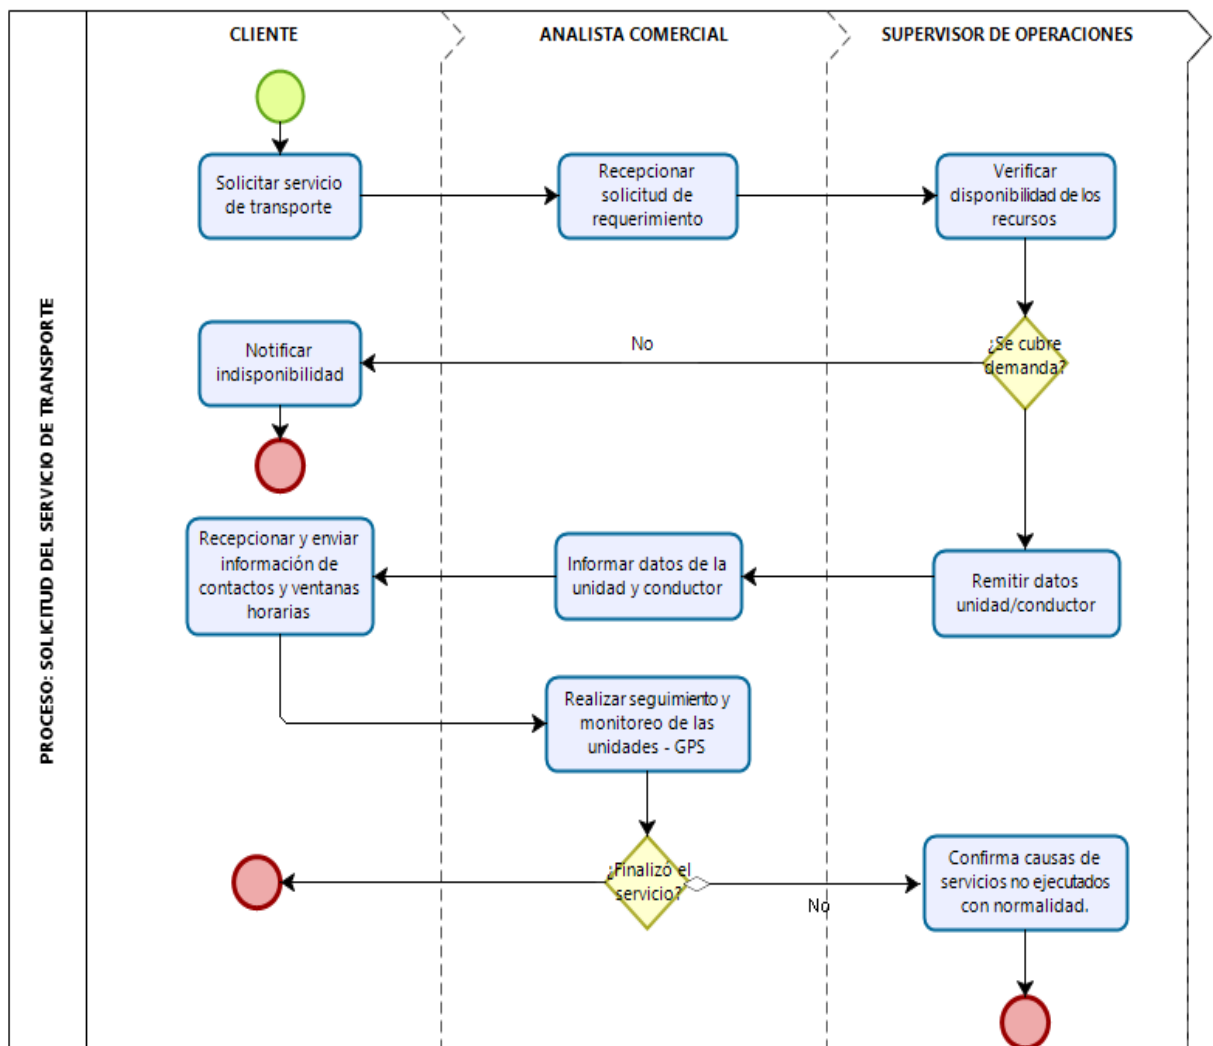 PROCESO: SOLICITUD DEL SERVICIO DE TRANSPORTE
CLIENTE
ANALISTA COMERCIAL
SUPERVISOR DE OPERACIONES
Solicitar servicio
de transporte
Recepcionar
solicitud de
requerimiento
Verificar
disponibilidad de los
recursos
¿Se cubre
demanda?
No
Notificar
indisponibilidad
Remitir datos
unidad/conductor
Informar datos de la
unidad y conductor
Recepcionar y enviar
información de
contactos y ventanas
horarias
Realizar seguimiento y
monitoreo de las
unidades - GPS
¿Finalizó el
servicio?
No
Confirma causas de
servicios no ejecutados
con normalidad.